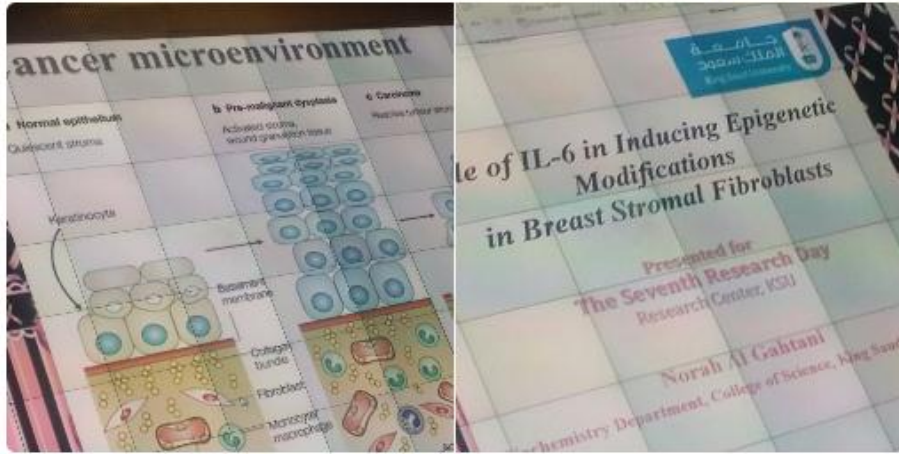 ancer microenvironment
a Normal epithelium
Quiescent stroma
b Pre-malignant dysplasia
Activated stroma,
wound granulation tissue
c Carcinoma
Reactive tumour
Keratinocyte
Basement
membrane
Collagen
bundle
Fibroblast
Monocyte/
macrophage
جامعة
الملك سعود
King Saud University
le of IL-6 in Inducing Epigenetic
Modifications
in Breast Stromal Fibroblasts
Presented for
The Seventh Research Day
Research Center, KSU
Norah Al Gahtani
ochemistry Department, College of Science, King Saud